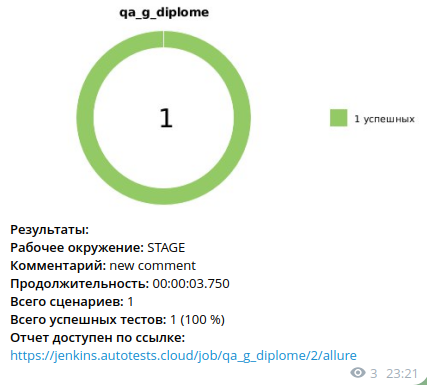 qa_g_diplome
1
1 успешных
Результаты:
Рабочее окружение: STAGE
Комментарий: new comment
Продолжительность: 00:00:03.750
Всего сценариев: 1
Всего успешных тестов: 1 (100 %)
Отчет доступен по ссылке:
https://jenkins.autotests.cloud/job/qa_g_diplome/2/allure
3 23:21